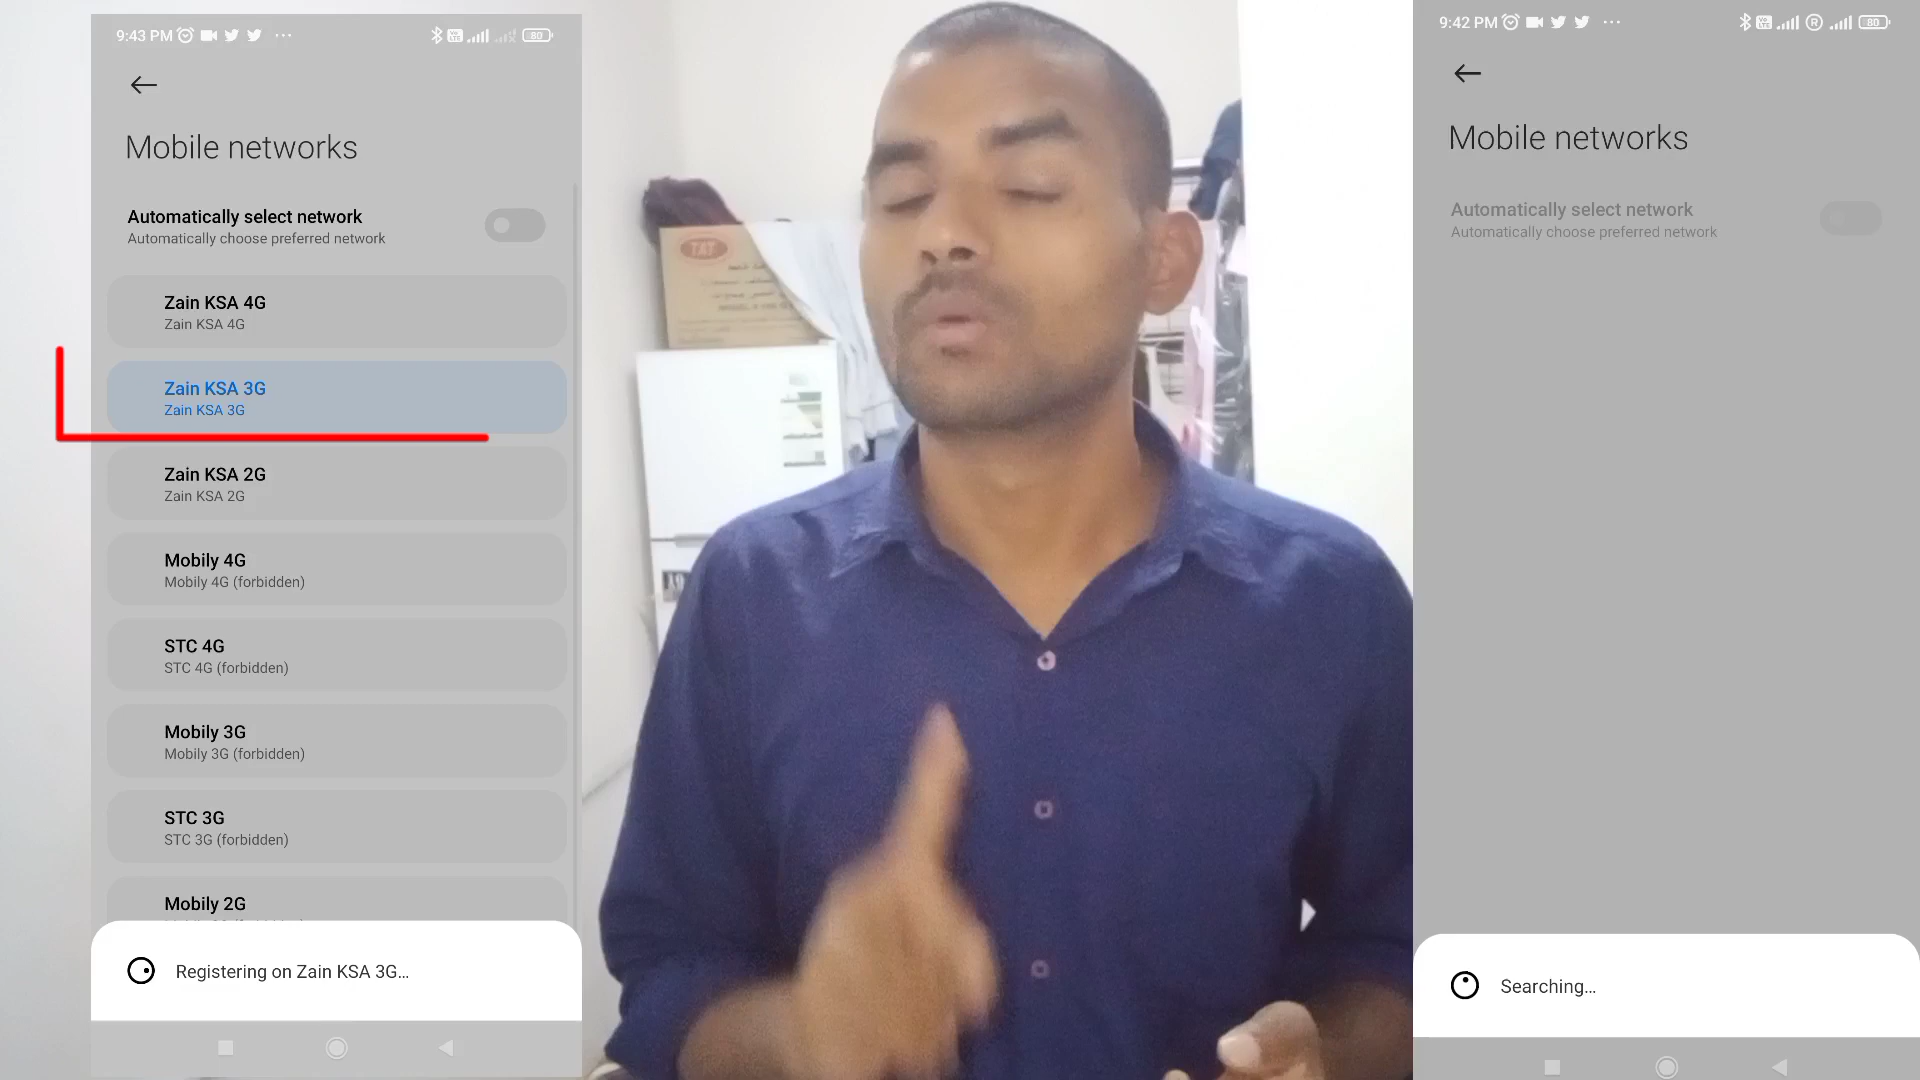 9:43 PM
80
Mobile networks
Automatically select network
Automatically choose preferred network
Zain KSA 4G
Zain KSA 4G
Zain KSA 3G
Zain KSA 3G
Zain KSA 2G
Zain KSA 2G
Mobily 4G
Mobily 4G (forbidden)
STC 4G
STC 4G (forbidden)
Mobily 3G
Mobily 3G (forbidden)
STC 3G
STC 3G (forbidden)
Mobily 2G
Registering on Zain KSA 3G...
TAT
9:42 PM
80
Mobile networks
Automatically select network
Automatically choose preferred network
Searching...